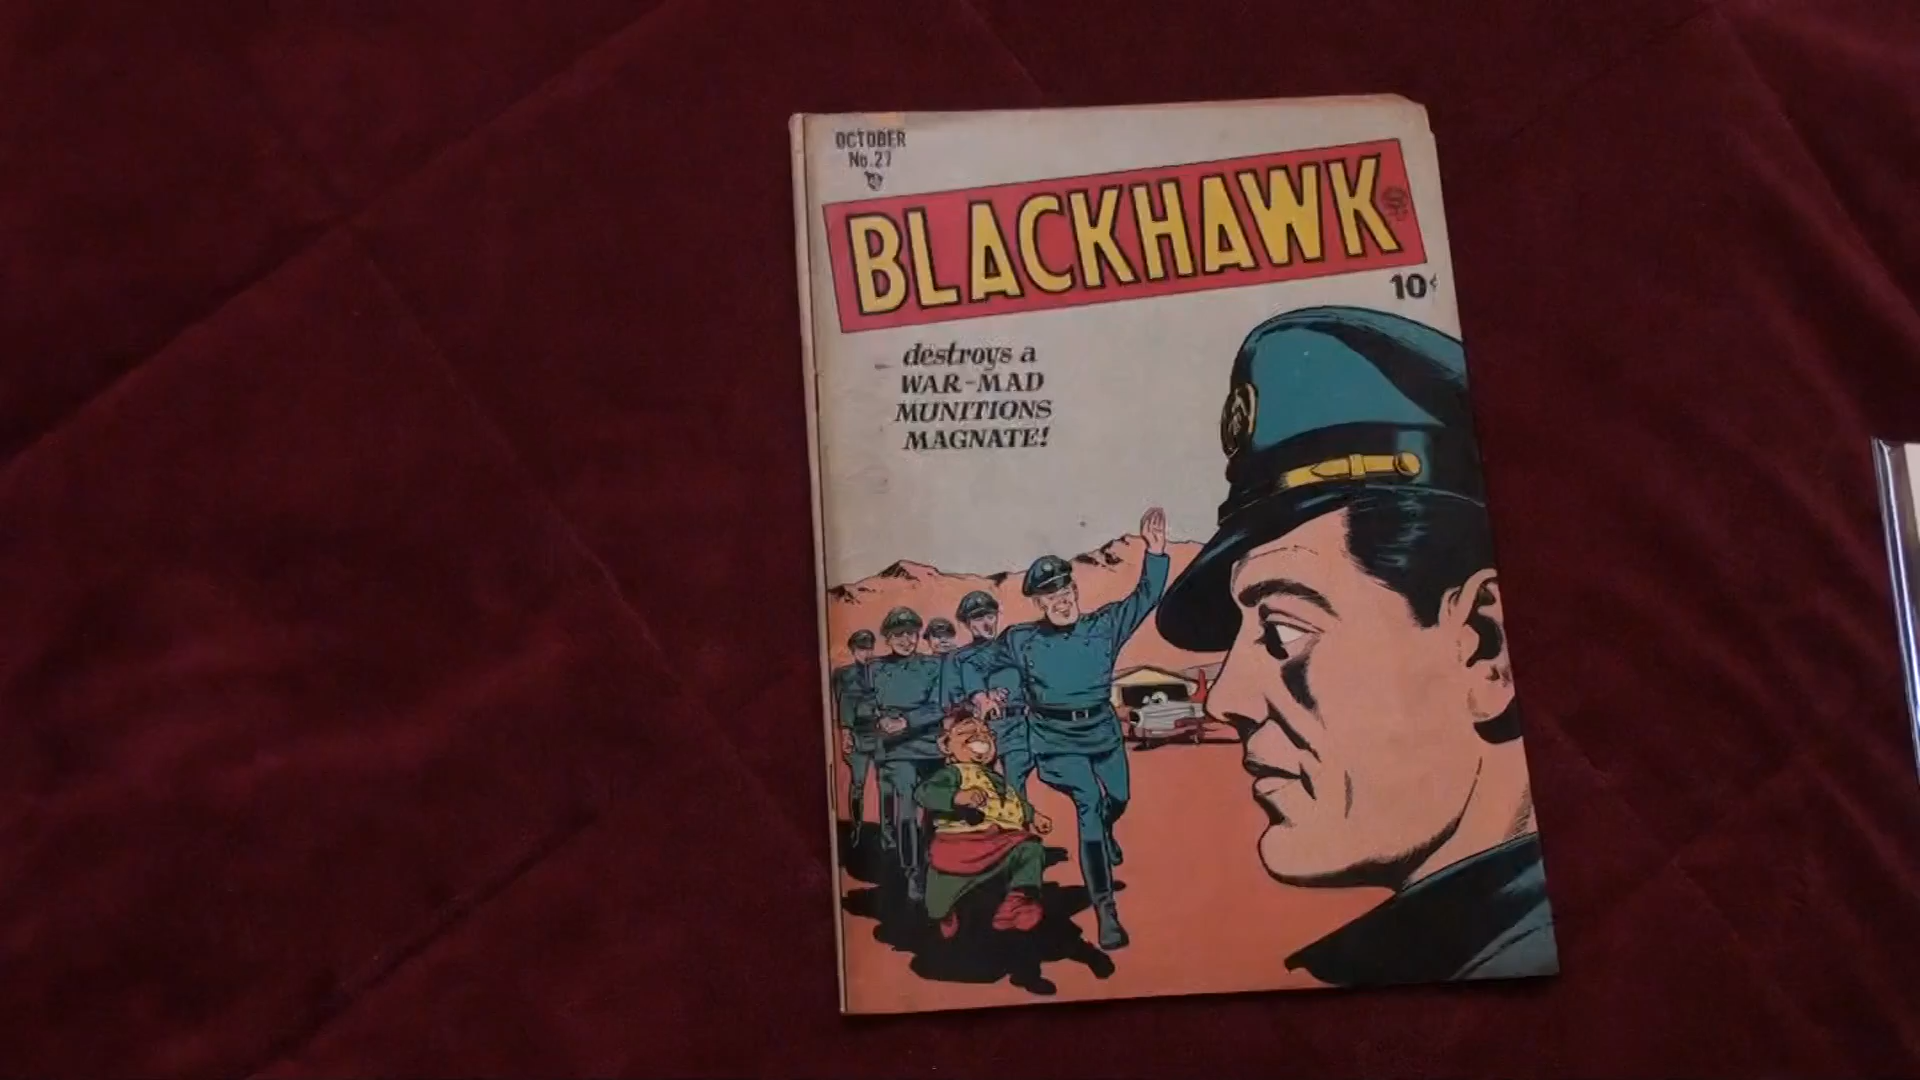 OCTOBER
No.27
BLACKHAWK
10¢
destroys a
WAR-MAD
MUNITIONS
MAGNATE!